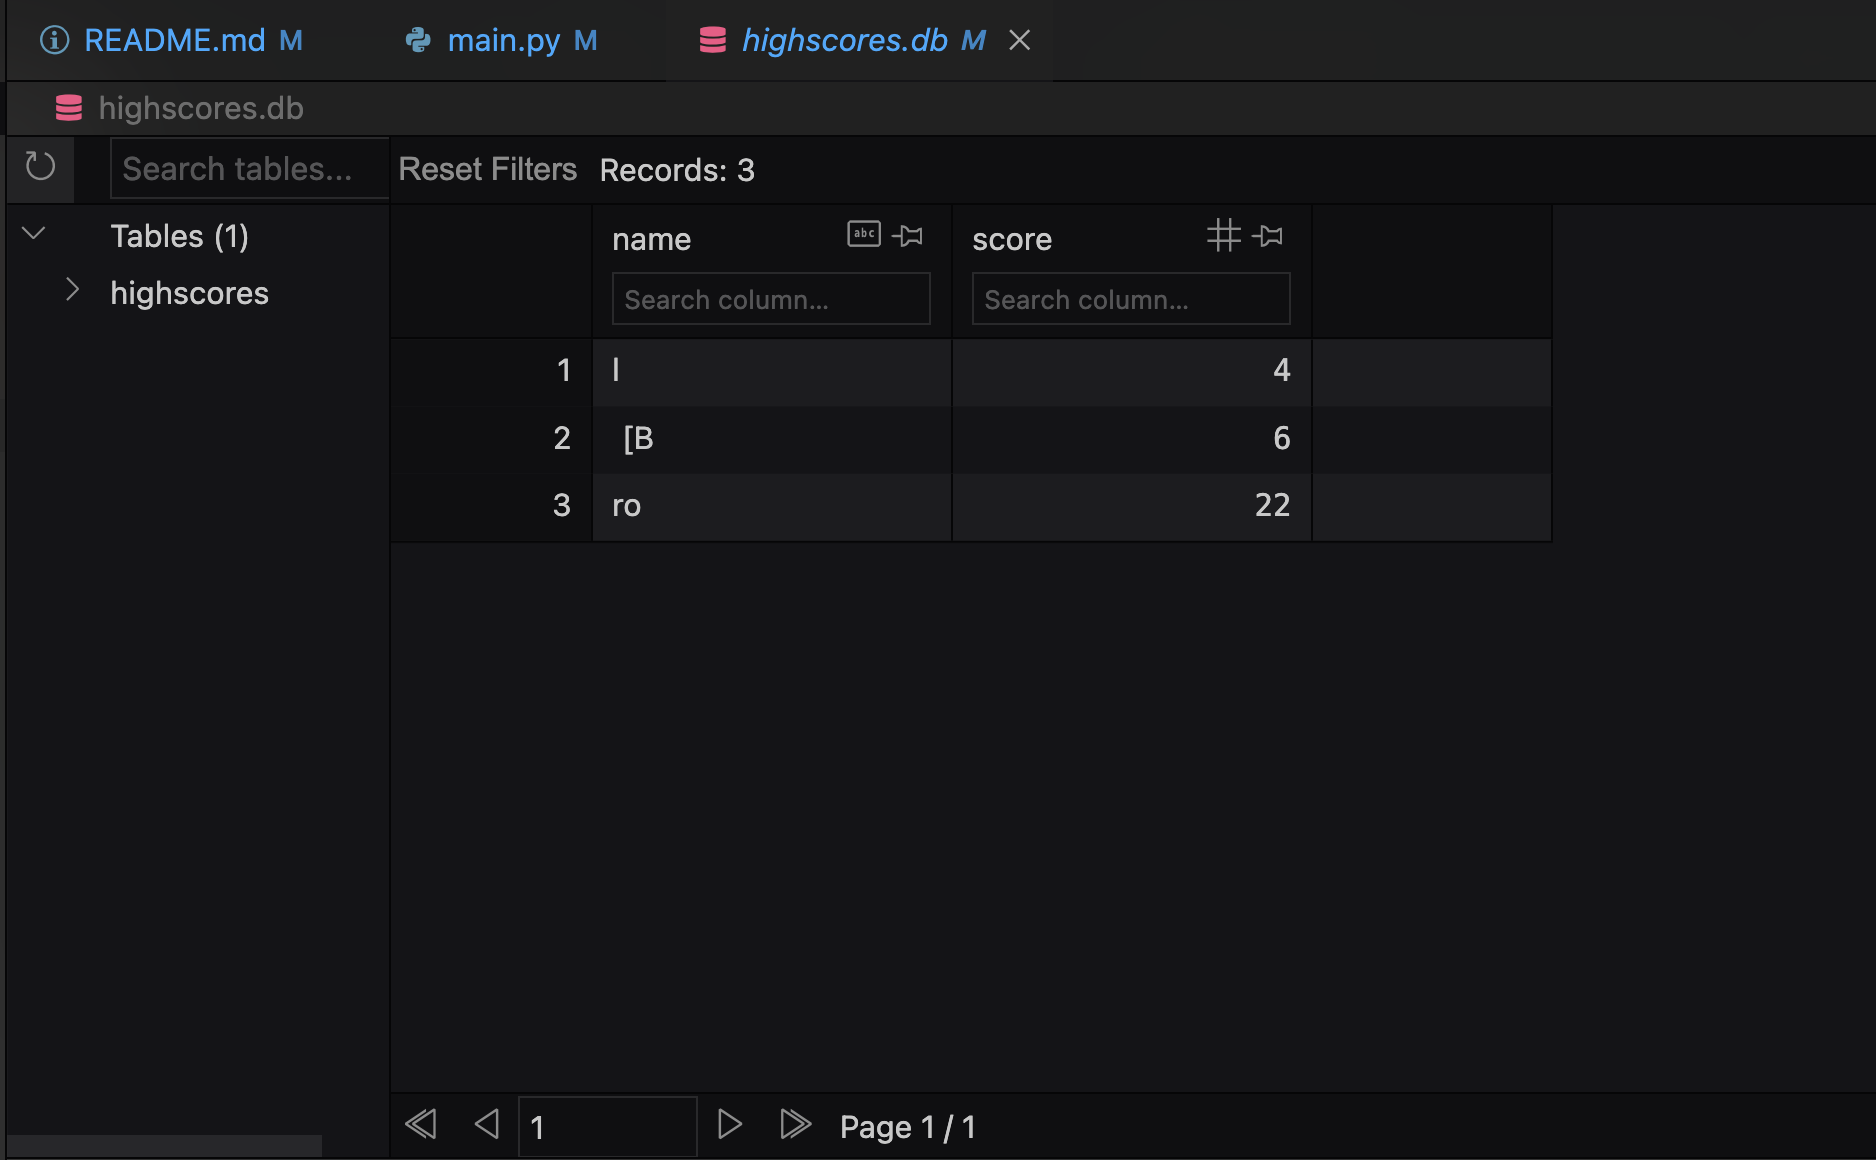 README.md M main.py M highscores.db M
highscores.db
Search tables... Reset Filters Records: 3
Tables (1)
highscores
name abc score
Search column... Search column...
1 l 4
2 [B 6
3 ro 22
1 Page 1 / 1